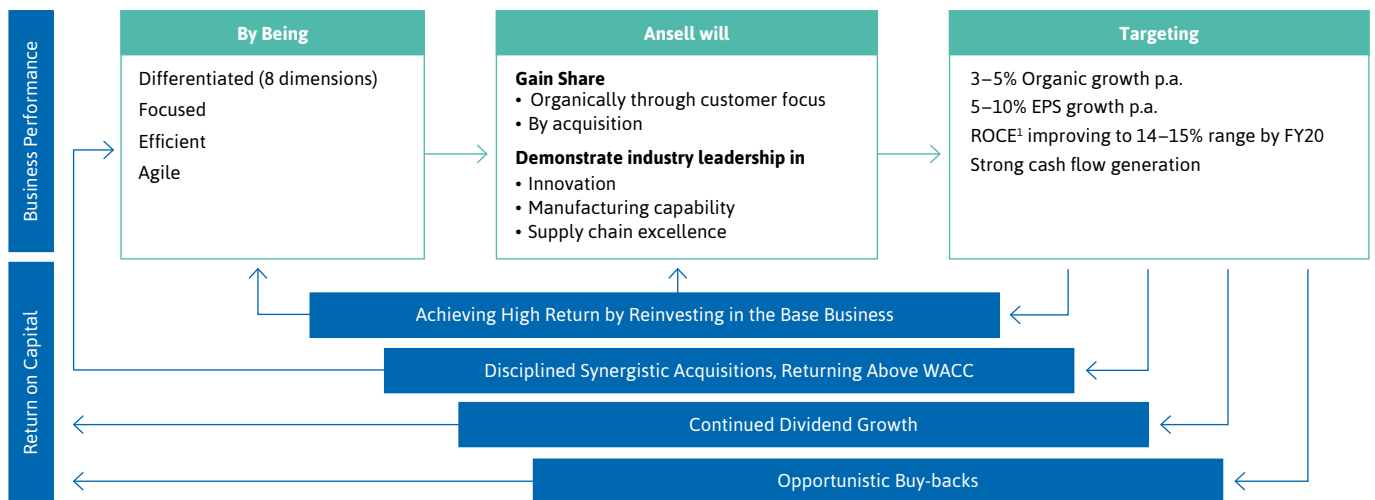 Business Performance
By Being
Differentiated (8 dimensions)
Focused
Efficient
Agile
Ansell will
Gain Share
• Organically through customer focus
• By acquisition
Demonstrate industry leadership in
• Innovation
• Manufacturing capability
• Supply chain excellence
Targeting
3–5% Organic growth p.a.
5–10% EPS growth p.a.
ROCE¹ improving to 14–15% range by FY20
Strong cash flow generation
Return on Capital
Achieving High Return by Reinvesting in the Base Business
Disciplined Synergistic Acquisitions, Returning Above WACC
Continued Dividend Growth
Opportunistic Buy-backs